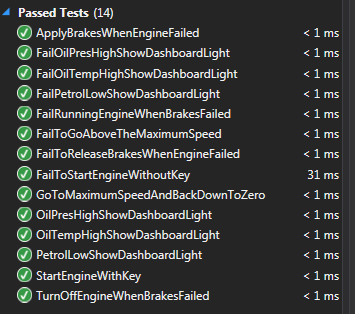 Passed Tests (14)
ApplyBrakesWhenEngineFailed < 1 ms
FailOilPresHighShowDashboardLight < 1 ms
FailOilTempHighShowDashboardLight < 1 ms
FailPetrolLowShowDashboardLight < 1 ms
FailRunningEngineWhenBrakesFailed < 1 ms
FailToGoAboveTheMaximumSpeed < 1 ms
FailToReleaseBrakesWhenEngineFailed < 1 ms
FailToStartEngineWithoutKey 31 ms
GoToMaximumSpeedAndBackDownToZero < 1 ms
OilPresHighShowDashboardLight < 1 ms
OilTempHighShowDashboardLight < 1 ms
PetrolLowShowDashboardLight < 1 ms
StartEngineWithKey < 1 ms
TurnOffEngineWhenBrakesFailed < 1 ms